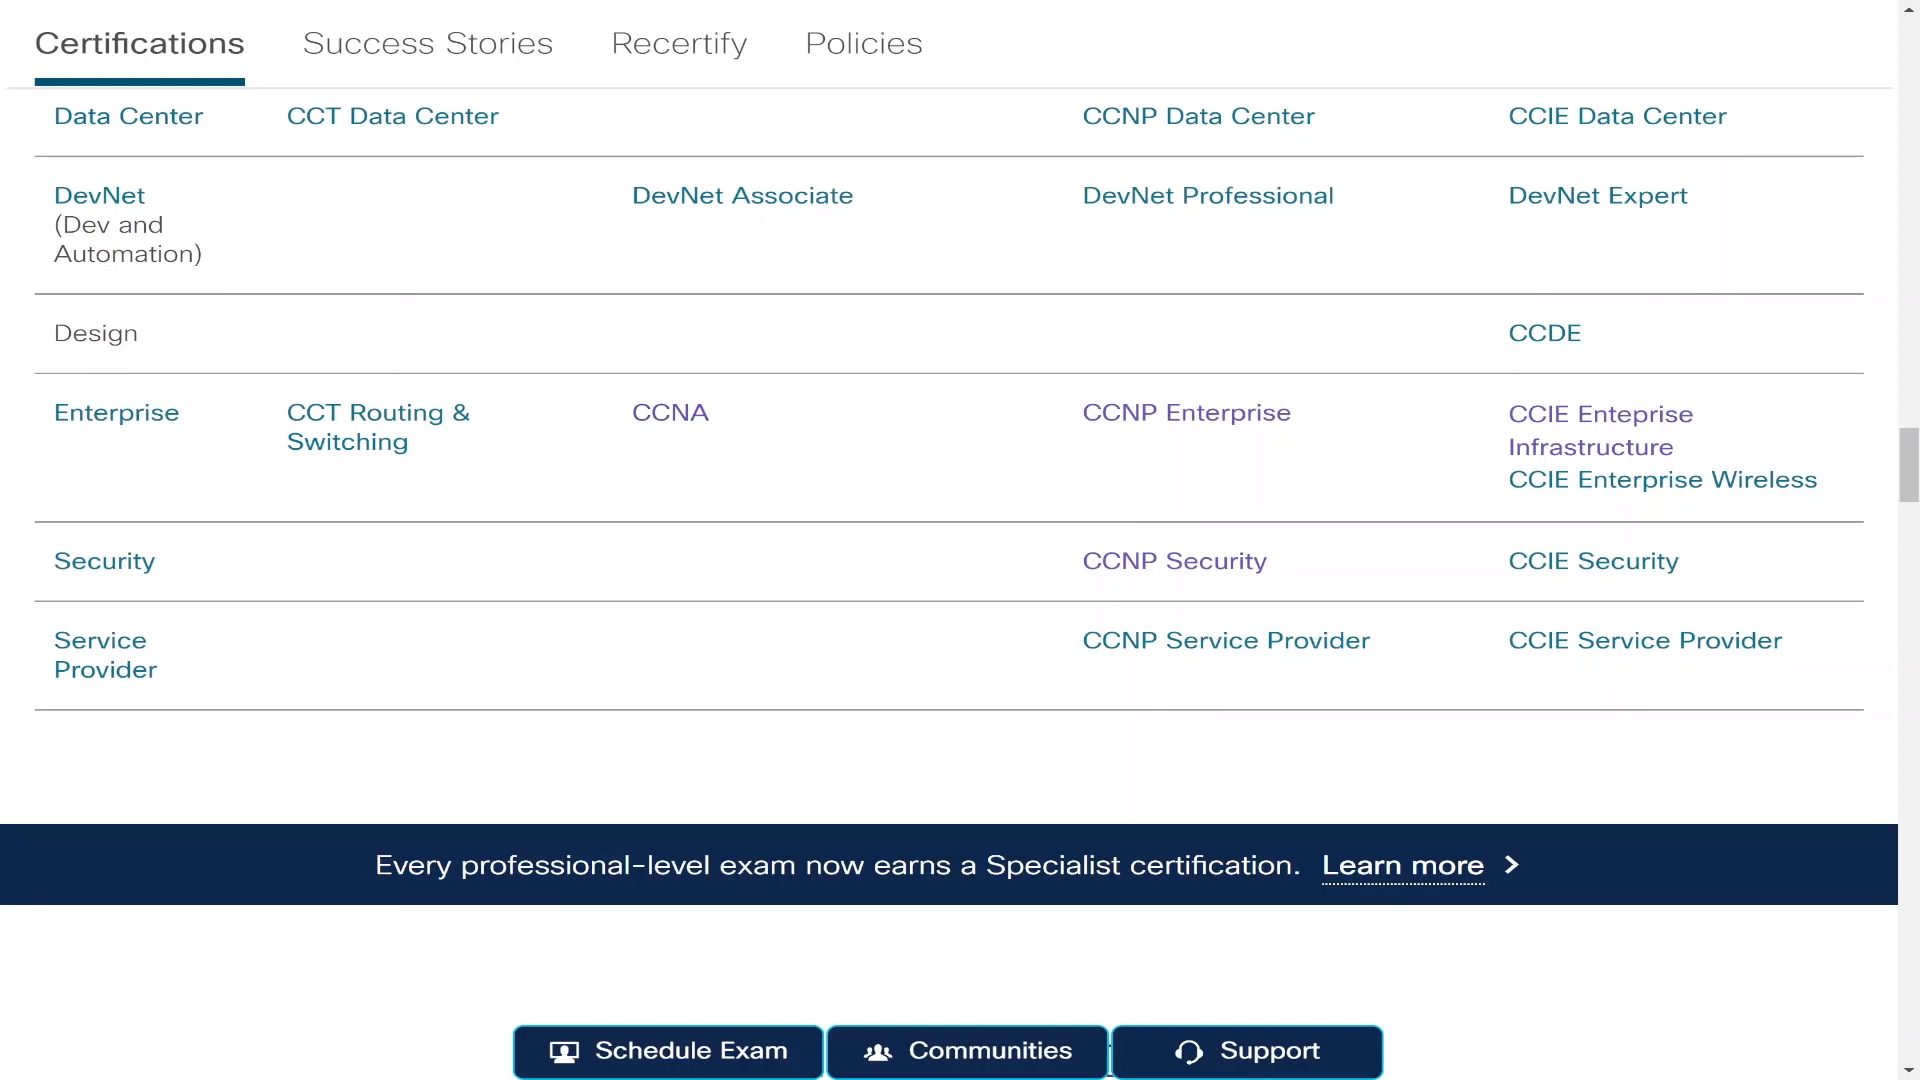 Certifications Success Stories Recertify Policies
Data Center CCT Data Center CCNP Data Center CCIE Data Center
DevNet DevNet Associate DevNet Professional DevNet Expert
(Dev and
Automation)
Design CCDE
Enterprise CCT Routing & CCNA CCNP Enterprise CCIE Enteprise
Switching Infrastructure
CCIE Enterprise Wireless
Security CCNP Security CCIE Security
Service CCNP Service Provider CCIE Service Provider
Provider
Every professional-level exam now earns a Specialist certification. Learn more
Schedule Exam Communities Support